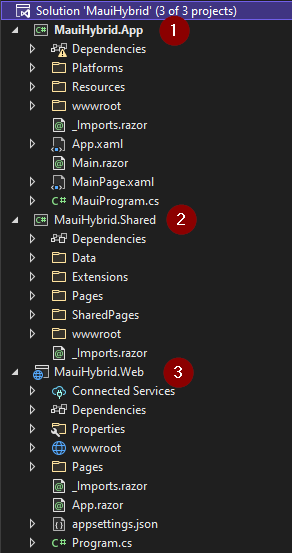 Solution 'MauiHybrid' (3 of 3 projects)
MauiHybrid.App 1
Dependencies
Platforms
Resources
wwwroot
_Imports.razor
App.xaml
Main.razor
MainPage.xaml
C# MauiProgram.cs
MauiHybrid.Shared 2
Dependencies
Data
Extensions
Pages
SharedPages
wwwroot
_Imports.razor
MauiHybrid.Web 3
Connected Services
Dependencies
Properties
wwwroot
Pages
_Imports.razor
App.razor
appsettings.json
C# Program.cs